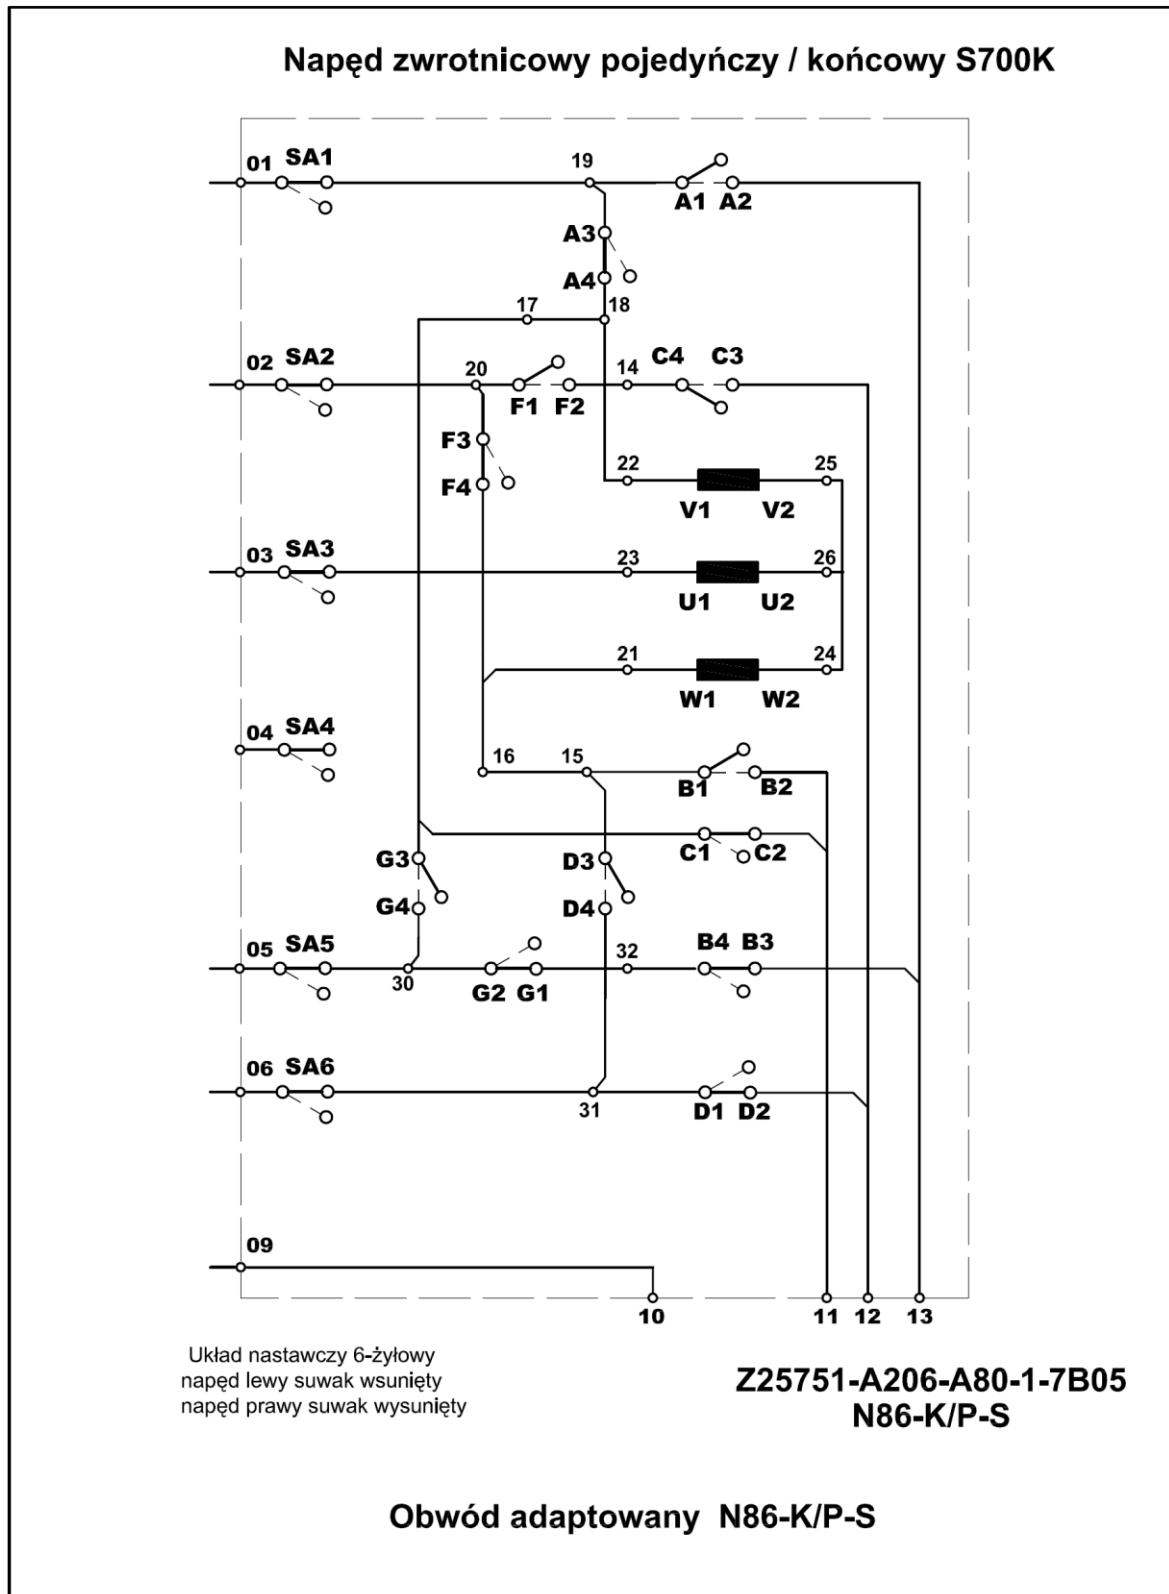 Napęd zwrotnicowy pojedyńczy / końcowy S700K
01 SA1 19 A1 A2
A3
A4
17 18
02 SA2 20 F1 F2 14 C4 C3
F3
F4
22 V1 V2 25
03 SA3 23 U1 U2 26
21 W1 W2 24
04 SA4
16 15 B1 B2
C1 C2
G3 D3
G4 D4
05 SA5 30 G2 G1 32 B4 B3
06 SA6 31 D1 D2
09
10 11 12 13
Układ nastawczy 6-żyłowy
napęd lewy suwak wsunięty
napęd prawy suwak wysunięty
Z25751-A206-A80-1-7B05
N86-K/P-S
Obwód adaptowany N86-K/P-S